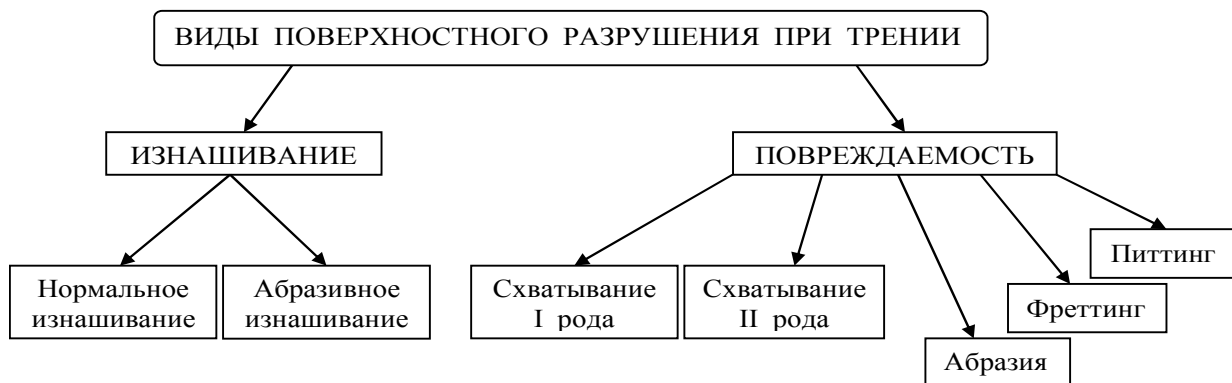 ВИДЫ ПОВЕРХНОСТНОГО РАЗРУШЕНИЯ ПРИ ТРЕНИИ
ИЗНАШИВАНИЕ
ПОВРЕЖДАЕМОСТЬ
Нормальное
изнашивание
Абразивное
изнашивание
Схватывание
I рода
Схватывание
II рода
Абразия
Фреттинг
Питтинг